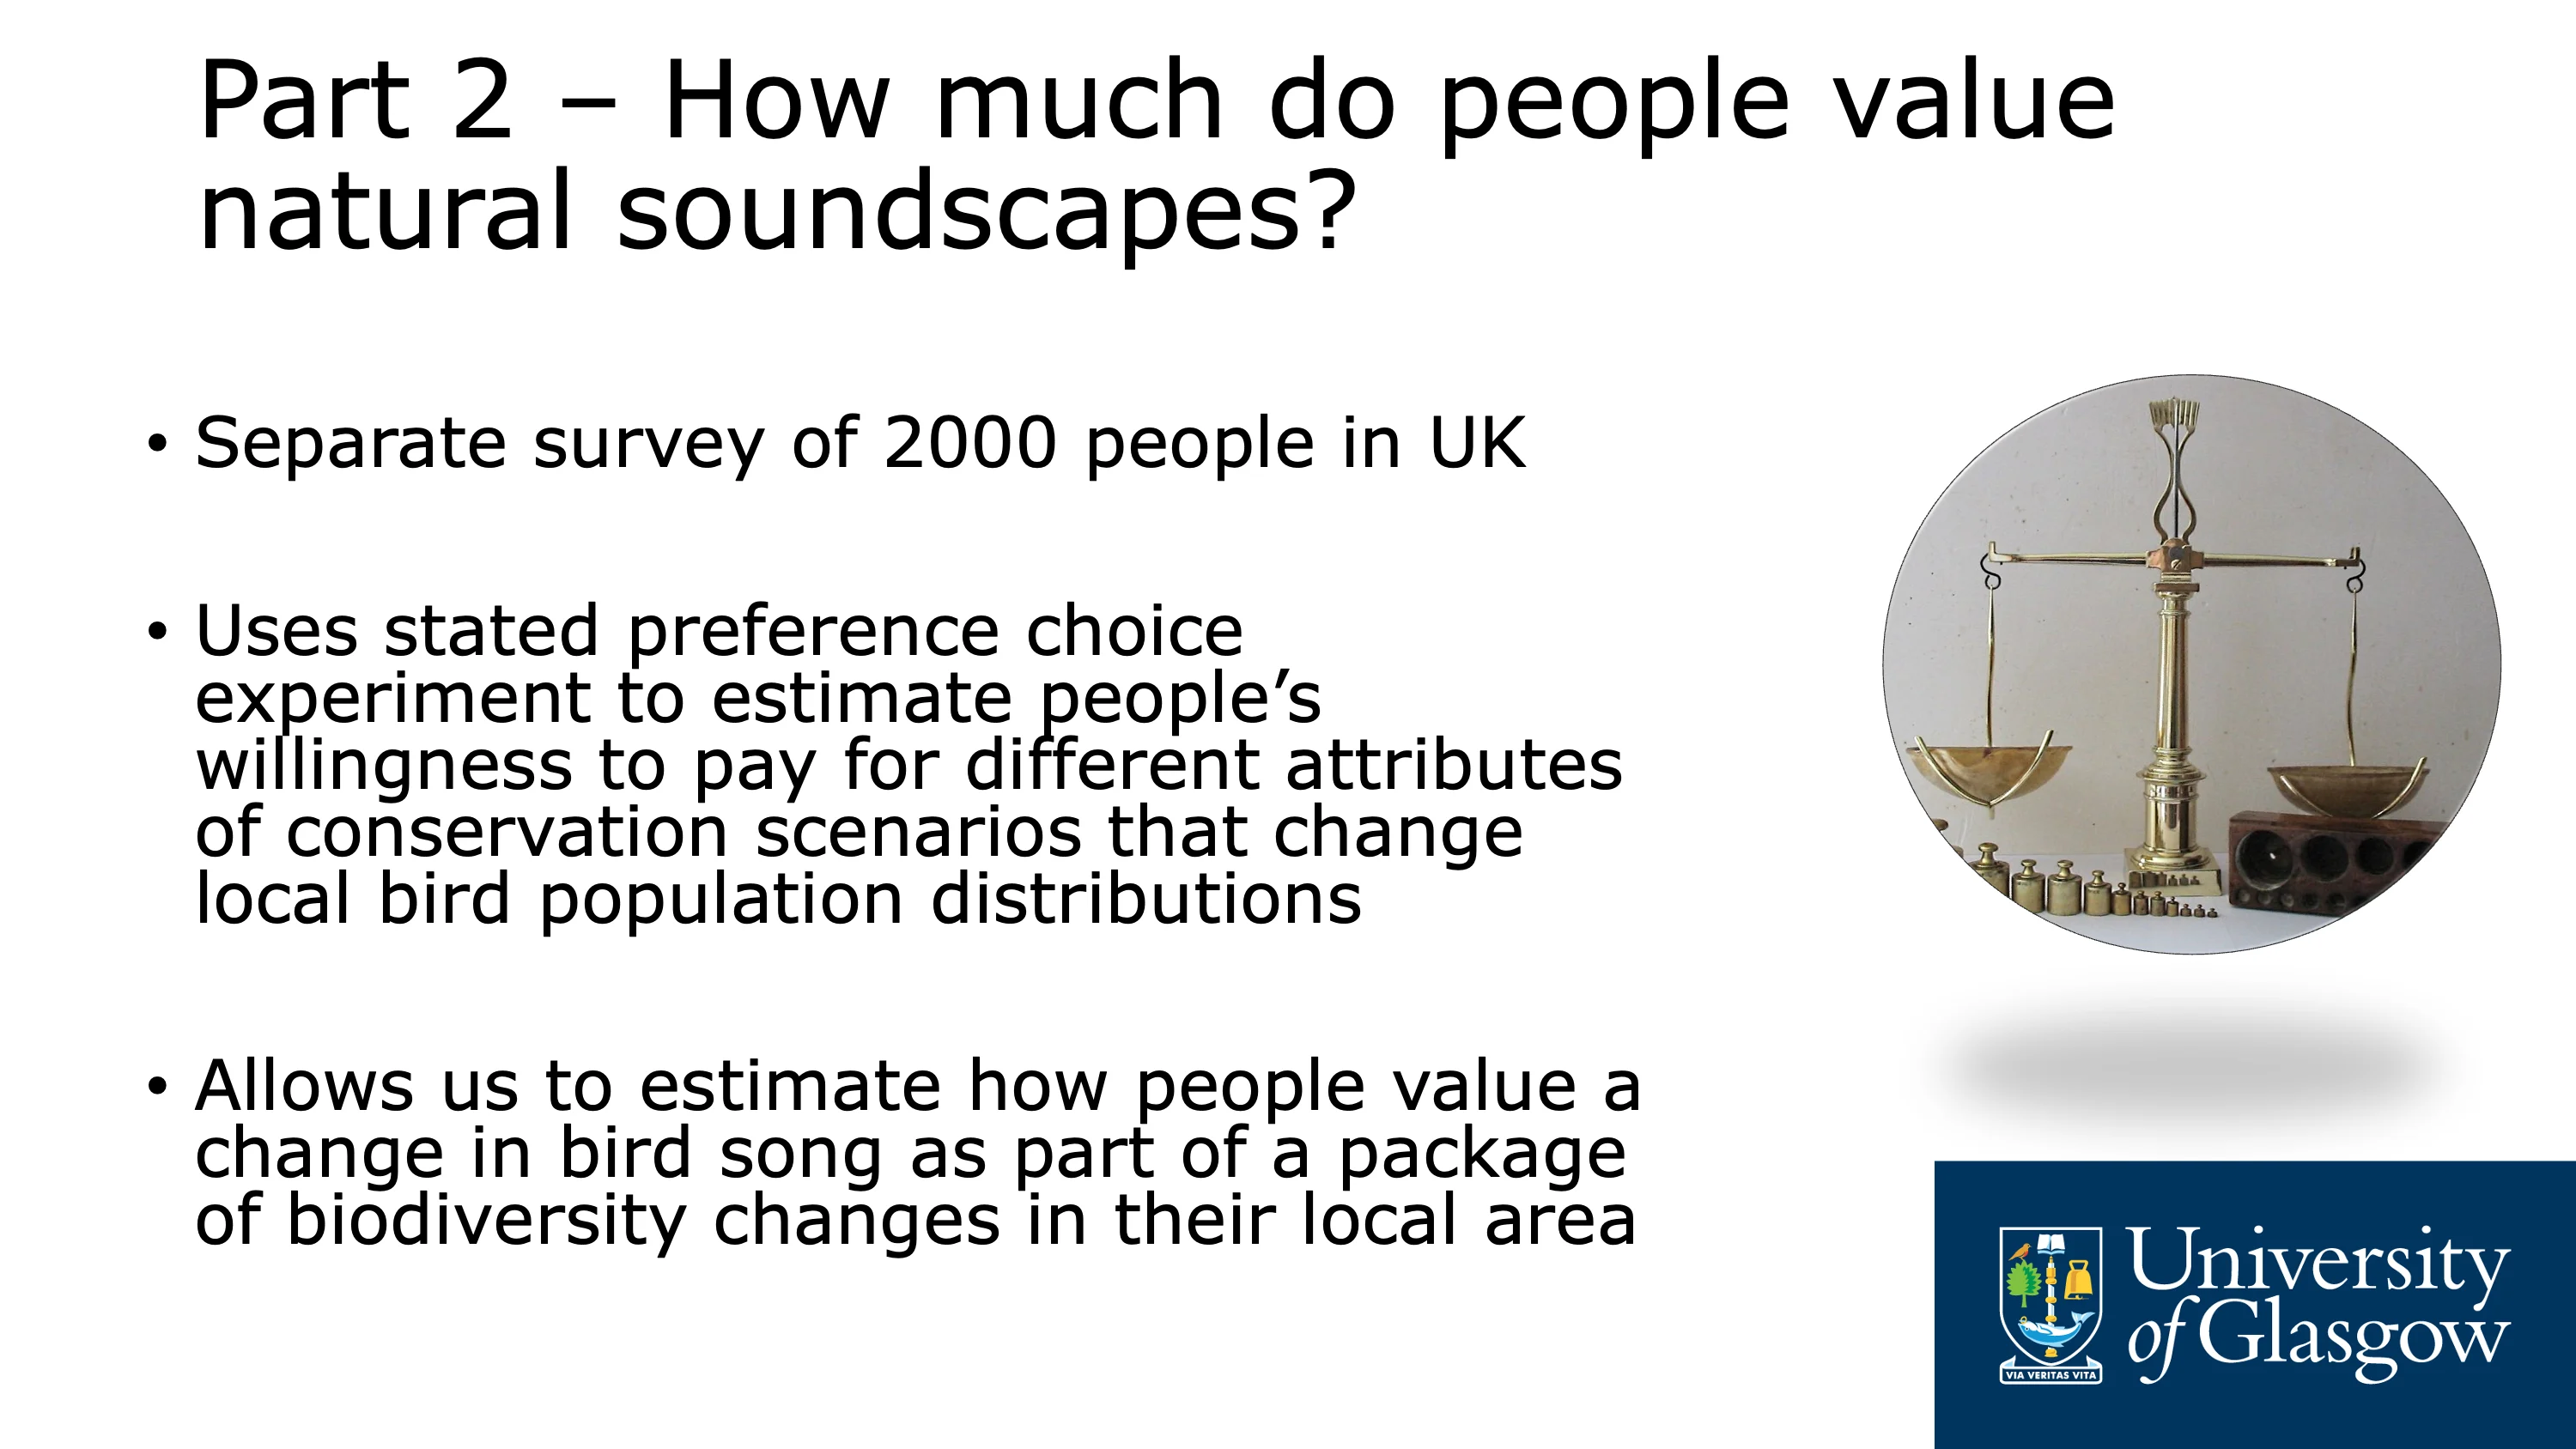 Part 2 – How much do people value
natural soundscapes?
• Separate survey of 2000 people in UK
• Uses stated preference choice
experiment to estimate people’s
willingness to pay for different attributes
of conservation scenarios that change
local bird population distributions
• Allows us to estimate how people value a
change in bird song as part of a package
of biodiversity changes in their local area
University
of Glasgow
VIA VERITAS VITA